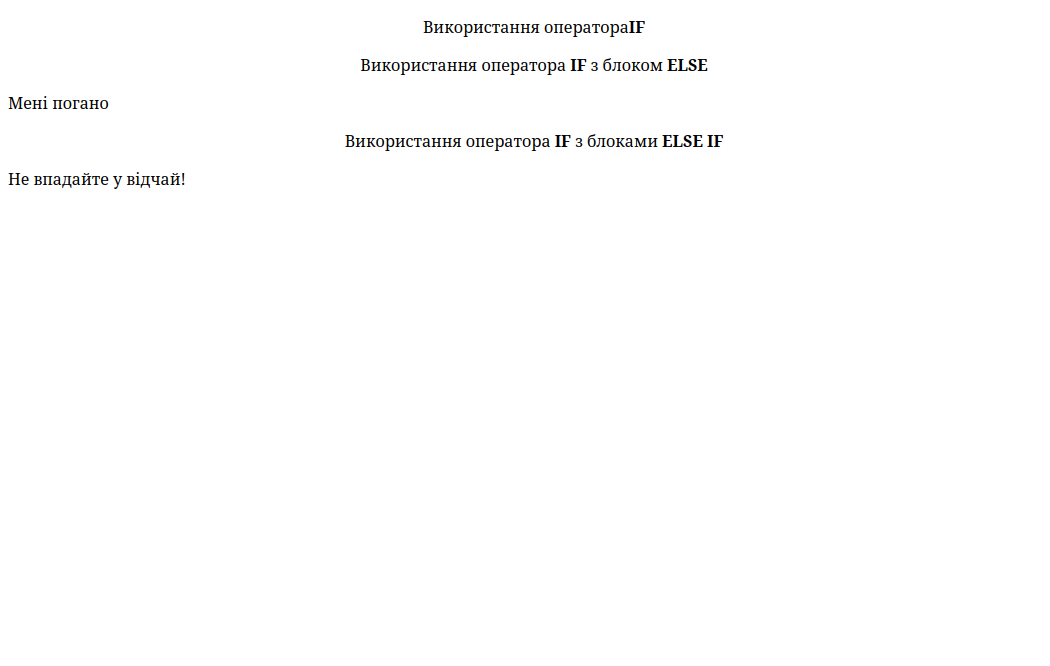 Використання оператораIF
Використання оператора IF з блоком ELSE
Мені погано
Використання оператора IF з блоками ELSE IF
Не впадайте у відчай!